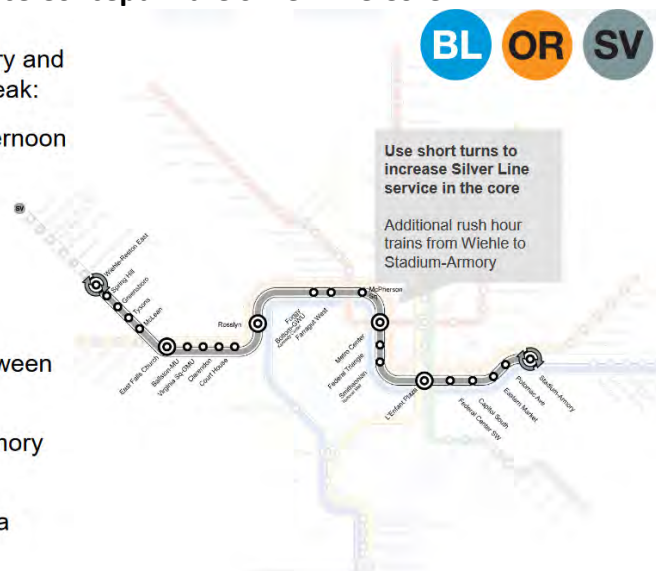 ry and
eak:
ernoon
ween
mory
a
BL OR SV
Use short turns to
increase Silver Line
service in the core
Additional rush hour
trains from Wiehle to
Stadium-Armory
SV
Wiehle-Reston East
Spring Hill
Greensboro
Tysons
McLean
East Falls Church
Ballston-MU
Virginia Sq-GMU
Clarendon
Court House
Rosslyn
Foggy
Bottom-GWU
Farragut West
McPherson
Sq
Metro Center
Federal Triangle
Smithsonian
L'Enfant Plaza
Federal Center SW
Capitol South
Eastern Market
Potomac Ave
Stadium-Armory